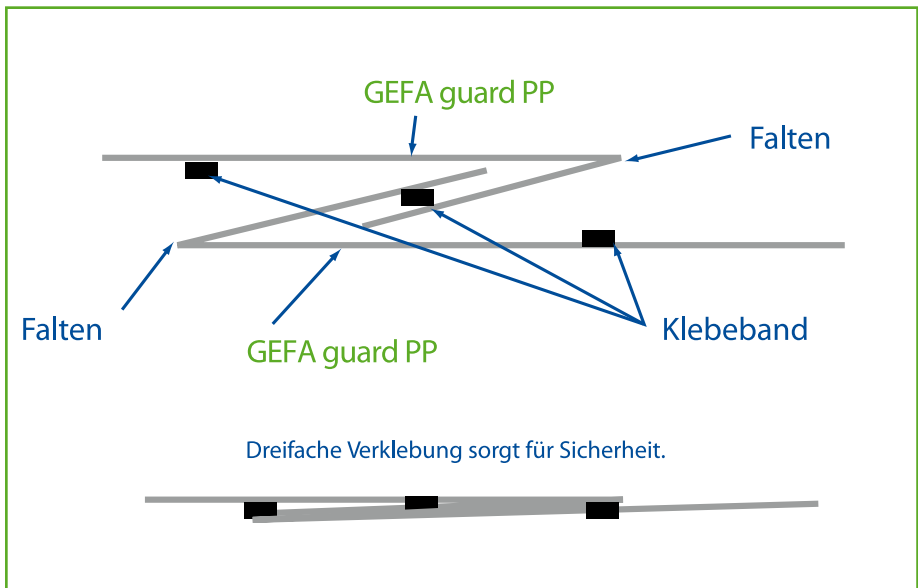 GEFA guard PP
Falten
Falten
Klebeband
GEFA guard PP
Dreifache Verklebung sorgt für Sicherheit.